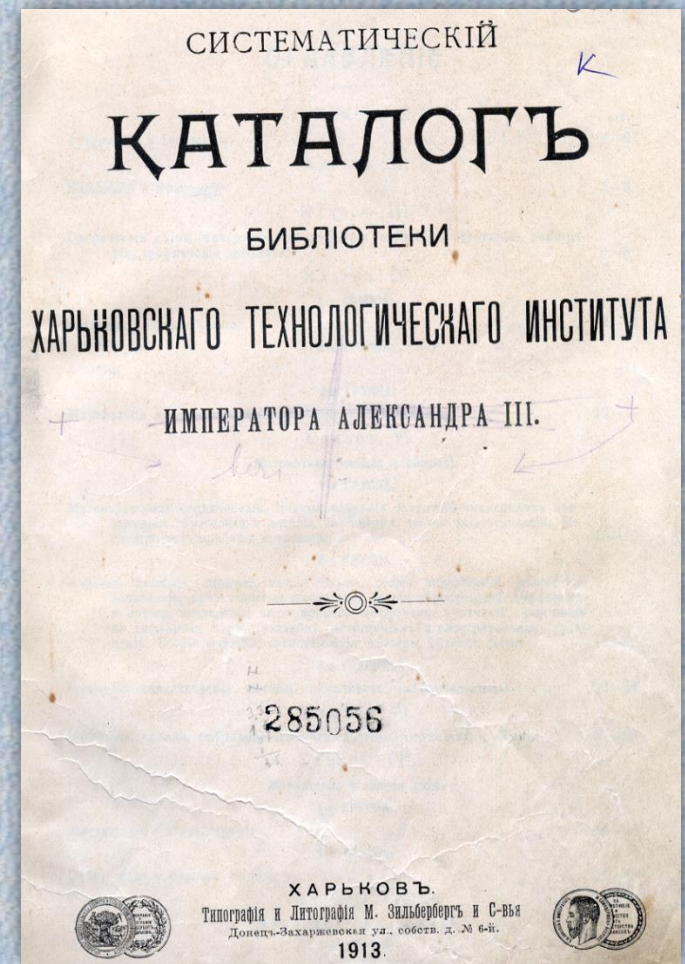 СИСТЕМАТИЧЕСКІЙ
К
КАТАЛОГЪ
БИБЛІОТЕКИ
ХАРЬКОВСКАГО ТЕХНОЛОГИЧЕСКАГО ИНСТИТУТА
ИМПЕРАТОРА АЛЕКСАНДРА III.
285056
ХАРЬКОВЪ.
Типографія и Литографія М. Зильбербергъ и С-вья
Донецъ-Захаржевская ул., собств. д. № 6-й.
1913.